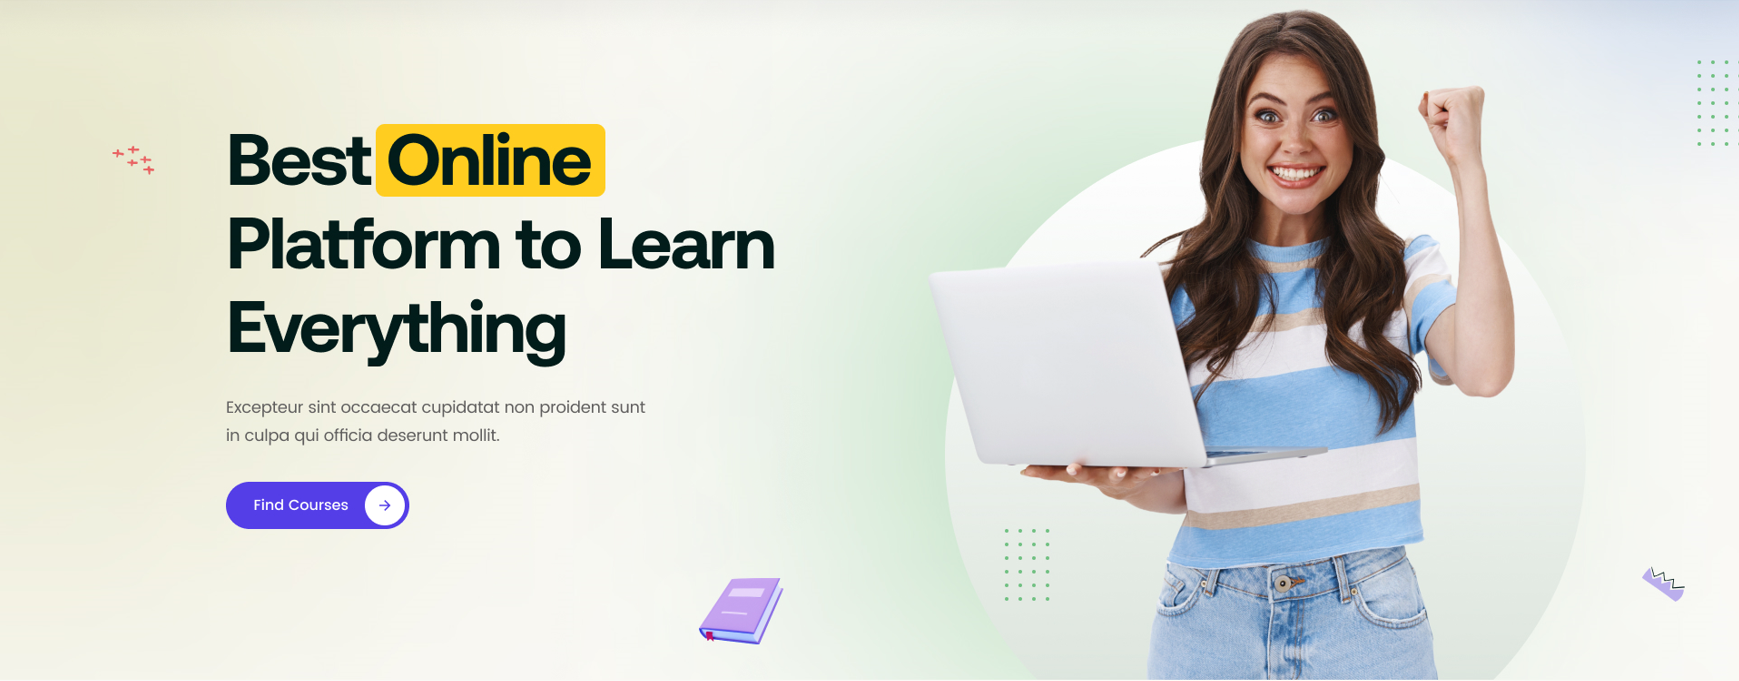 Best Online
Platform to Learn
Everything
Excepteur sint occaecat cupidatat non proident sunt
in culpa qui officia deserunt mollit.
Find Courses